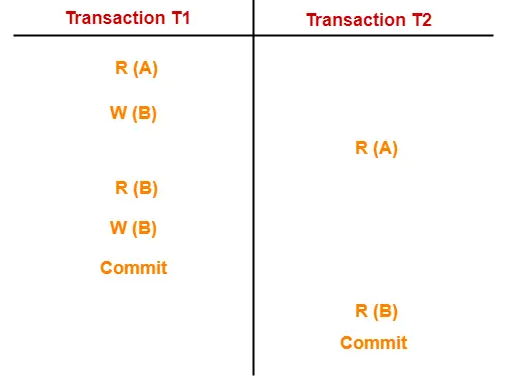 Transaction T1 Transaction T2
R (A)
W (B)
R (A)
R (B)
W (B)
Commit
R (B)
Commit